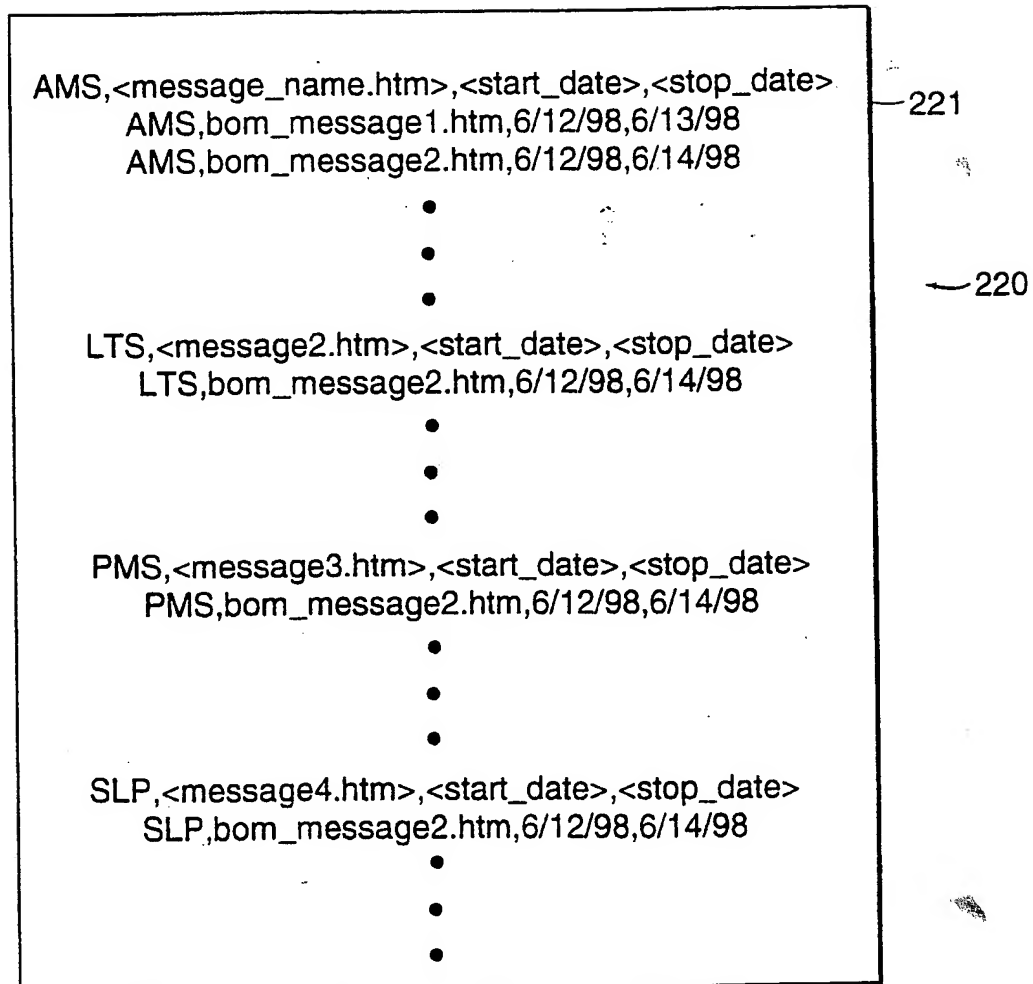 AMS,<message_name.htm>,<start_date>,<stop_date>
221
AMS,bom_message1.htm,6/12/98,6/13/98
AMS,bom_message2.htm,6/12/98,6/14/98
220
LTS,<message2.htm>,<start_date>,<stop_date>
LTS,bom_message2.htm,6/12/98,6/14/98
PMS,<message3.htm>,<start_date>,<stop_date>
PMS,bom_message2.htm,6/12/98,6/14/98
SLP,<message4.htm>,<start_date>,<stop_date>
SLP,bom_message2.htm,6/12/98,6/14/98